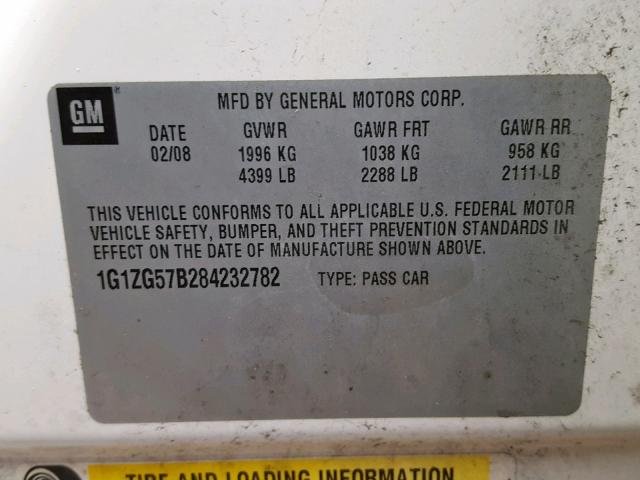 GM
MFD BY GENERAL MOTORS CORP.
DATE GVWR GAWR FRT GAWR RR
02/08 1996 KG 1038 KG 958 KG
4399 LB 2288 LB 2111 LB
THIS VEHICLE CONFORMS TO ALL APPLICABLE U.S. FEDERAL MOTOR
VEHICLE SAFETY, BUMPER, AND THEFT PREVENTION STANDARDS IN
EFFECT ON THE DATE OF MANUFACTURE SHOWN ABOVE.
1G1ZG57B284232782 TYPE: PASS CAR
TIRE AND LOADING INFORMATION